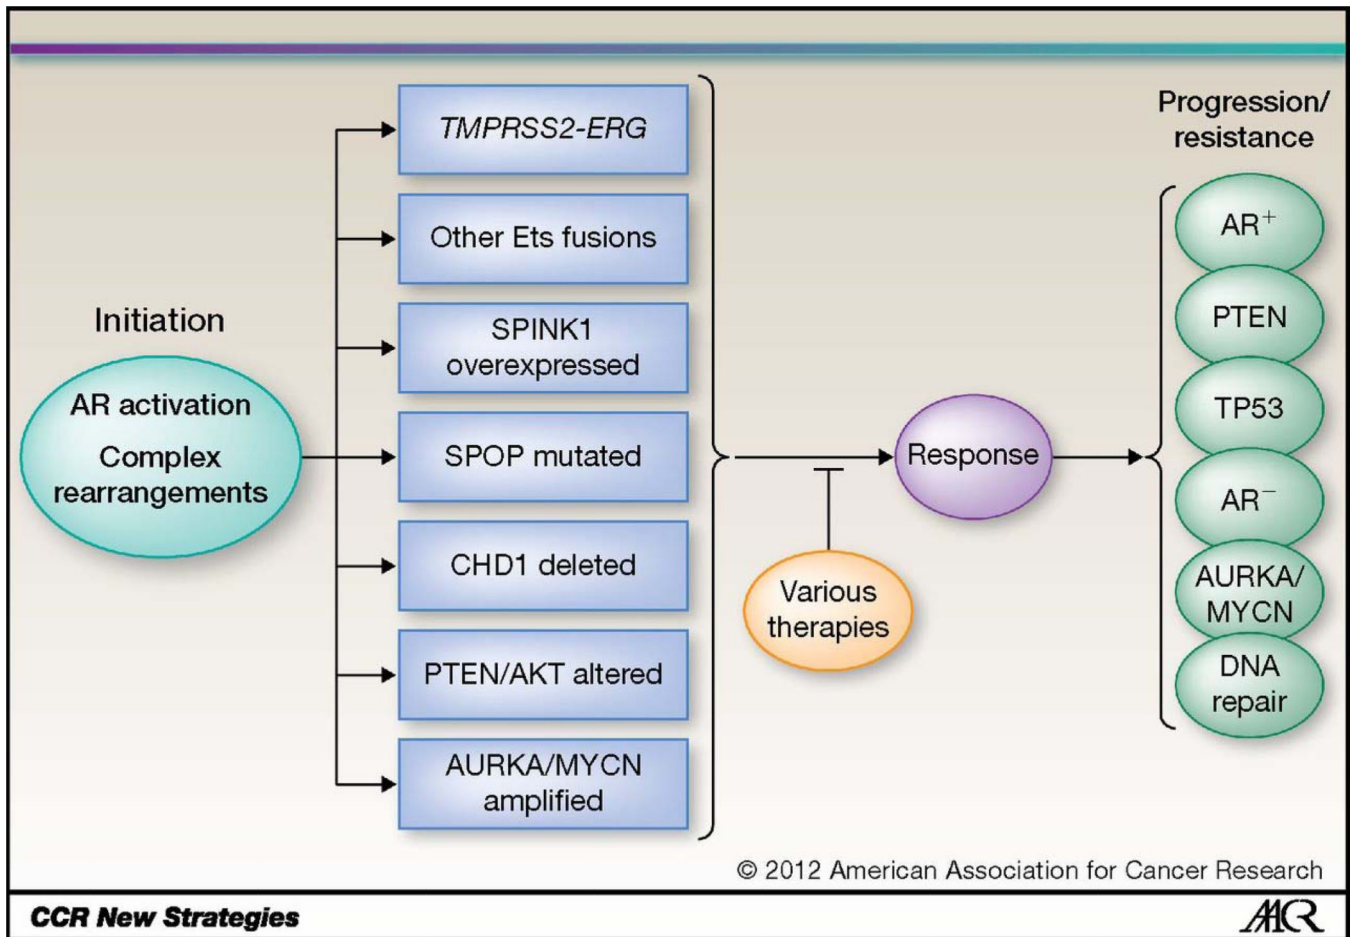 Initiation
AR activation
Complex
rearrangements
TMPRSS2-ERG
Other Ets fusions
SPINK1
overexpressed
SPOP mutated
CHD1 deleted
PTEN/AKT altered
AURKA/MYCN
amplified
Various
therapies
Response
Progression/
resistance
AR⁺
PTEN
TP53
AR⁻
AURKA/
MYCN
DNA
repair
© 2012 American Association for Cancer Research
CCR New Strategies
AACR